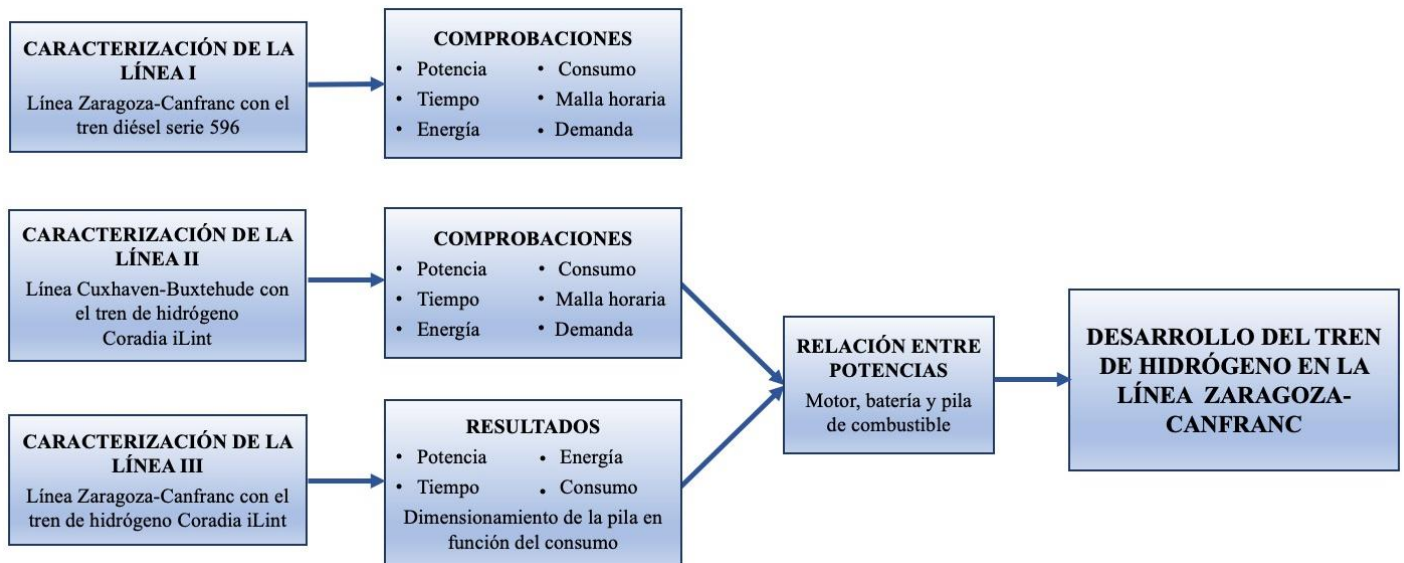 CARACTERIZACIÓN DE LA
LÍNEA I
Línea Zaragoza-Canfranc con el
tren diésel serie 596
COMPROBACIONES
• Potencia • Consumo
• Tiempo • Malla horaria
• Energía • Demanda
CARACTERIZACIÓN DE LA
LÍNEA II
Línea Cuxhaven-Buxtehude con
el tren de hidrógeno
Coradia iLint
COMPROBACIONES
• Potencia • Consumo
• Tiempo • Malla horaria
• Energía • Demanda
CARACTERIZACIÓN DE LA
LÍNEA III
Línea Zaragoza-Canfranc con el
tren de hidrógeno Coradia iLint
RESULTADOS
• Potencia • Energía
• Tiempo • Consumo
Dimensionamiento de la pila en
función del consumo
RELACIÓN ENTRE
POTENCIAS
Motor, batería y pila
de combustible
DESARROLLO DEL TREN
DE HIDRÓGENO EN LA
LÍNEA ZARAGOZA-
CANFRANC